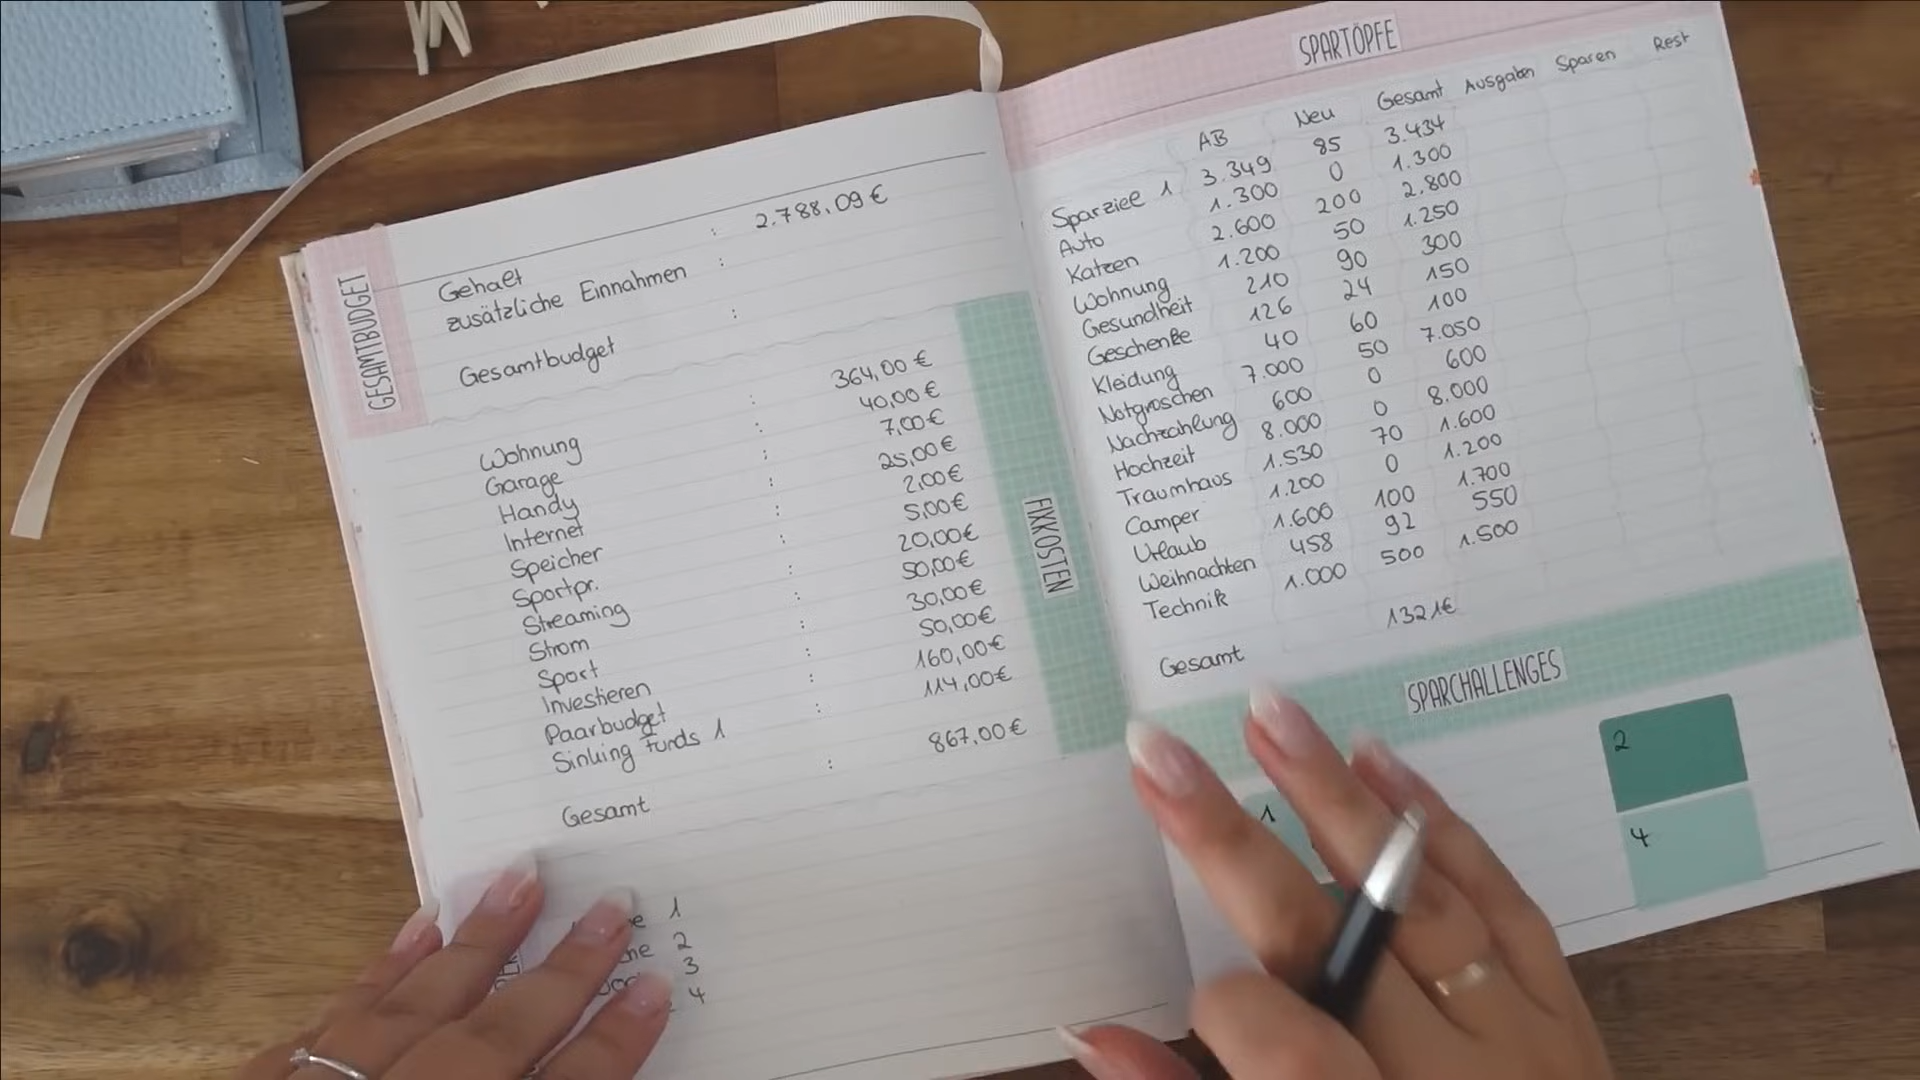 GESAMTBUDGET
Gehalt : 2.788,09 €
zusätzliche Einnahmen :
Gesamtbudget :
FIXKOSTEN
Wohnung : 364,00 €
Garage : 40,00 €
Handy : 7,00 €
Internet : 25,00 €
Speicher : 2,00 €
Sportpr. : 5,00 €
Streaming : 20,00 €
Strom : 50,00 €
Sport : 30,00 €
Investieren : 50,00 €
Paarbudget : 160,00 €
Sinking funds 1 : 114,00 €
Gesamt : 867,00 €
1
2
3
4
SPARTÖPFE
AB Neu Gesamt Ausgaben Sparen Rest
Sparziel 1 3.349 85 3.434
Auto 1.300 0 1.300
Katzen 2.600 200 2.800
Wohnung 1.200 50 1.250
Gesundheit 210 90 300
Geschenke 126 24 150
Kleidung 40 60 100
Notgroschen 7.000 50 7.050
Nachzahlung 600 0 600
Hochzeit 8.000 0 8.000
Traumhaus 1.530 70 1.600
Camper 1.200 0 1.200
Urlaub 1.600 100 1.700
Weihnachten 458 92 550
Technik 1.000 500 1.500
Gesamt 1321€
SPARCHALLENGES
1 2
4